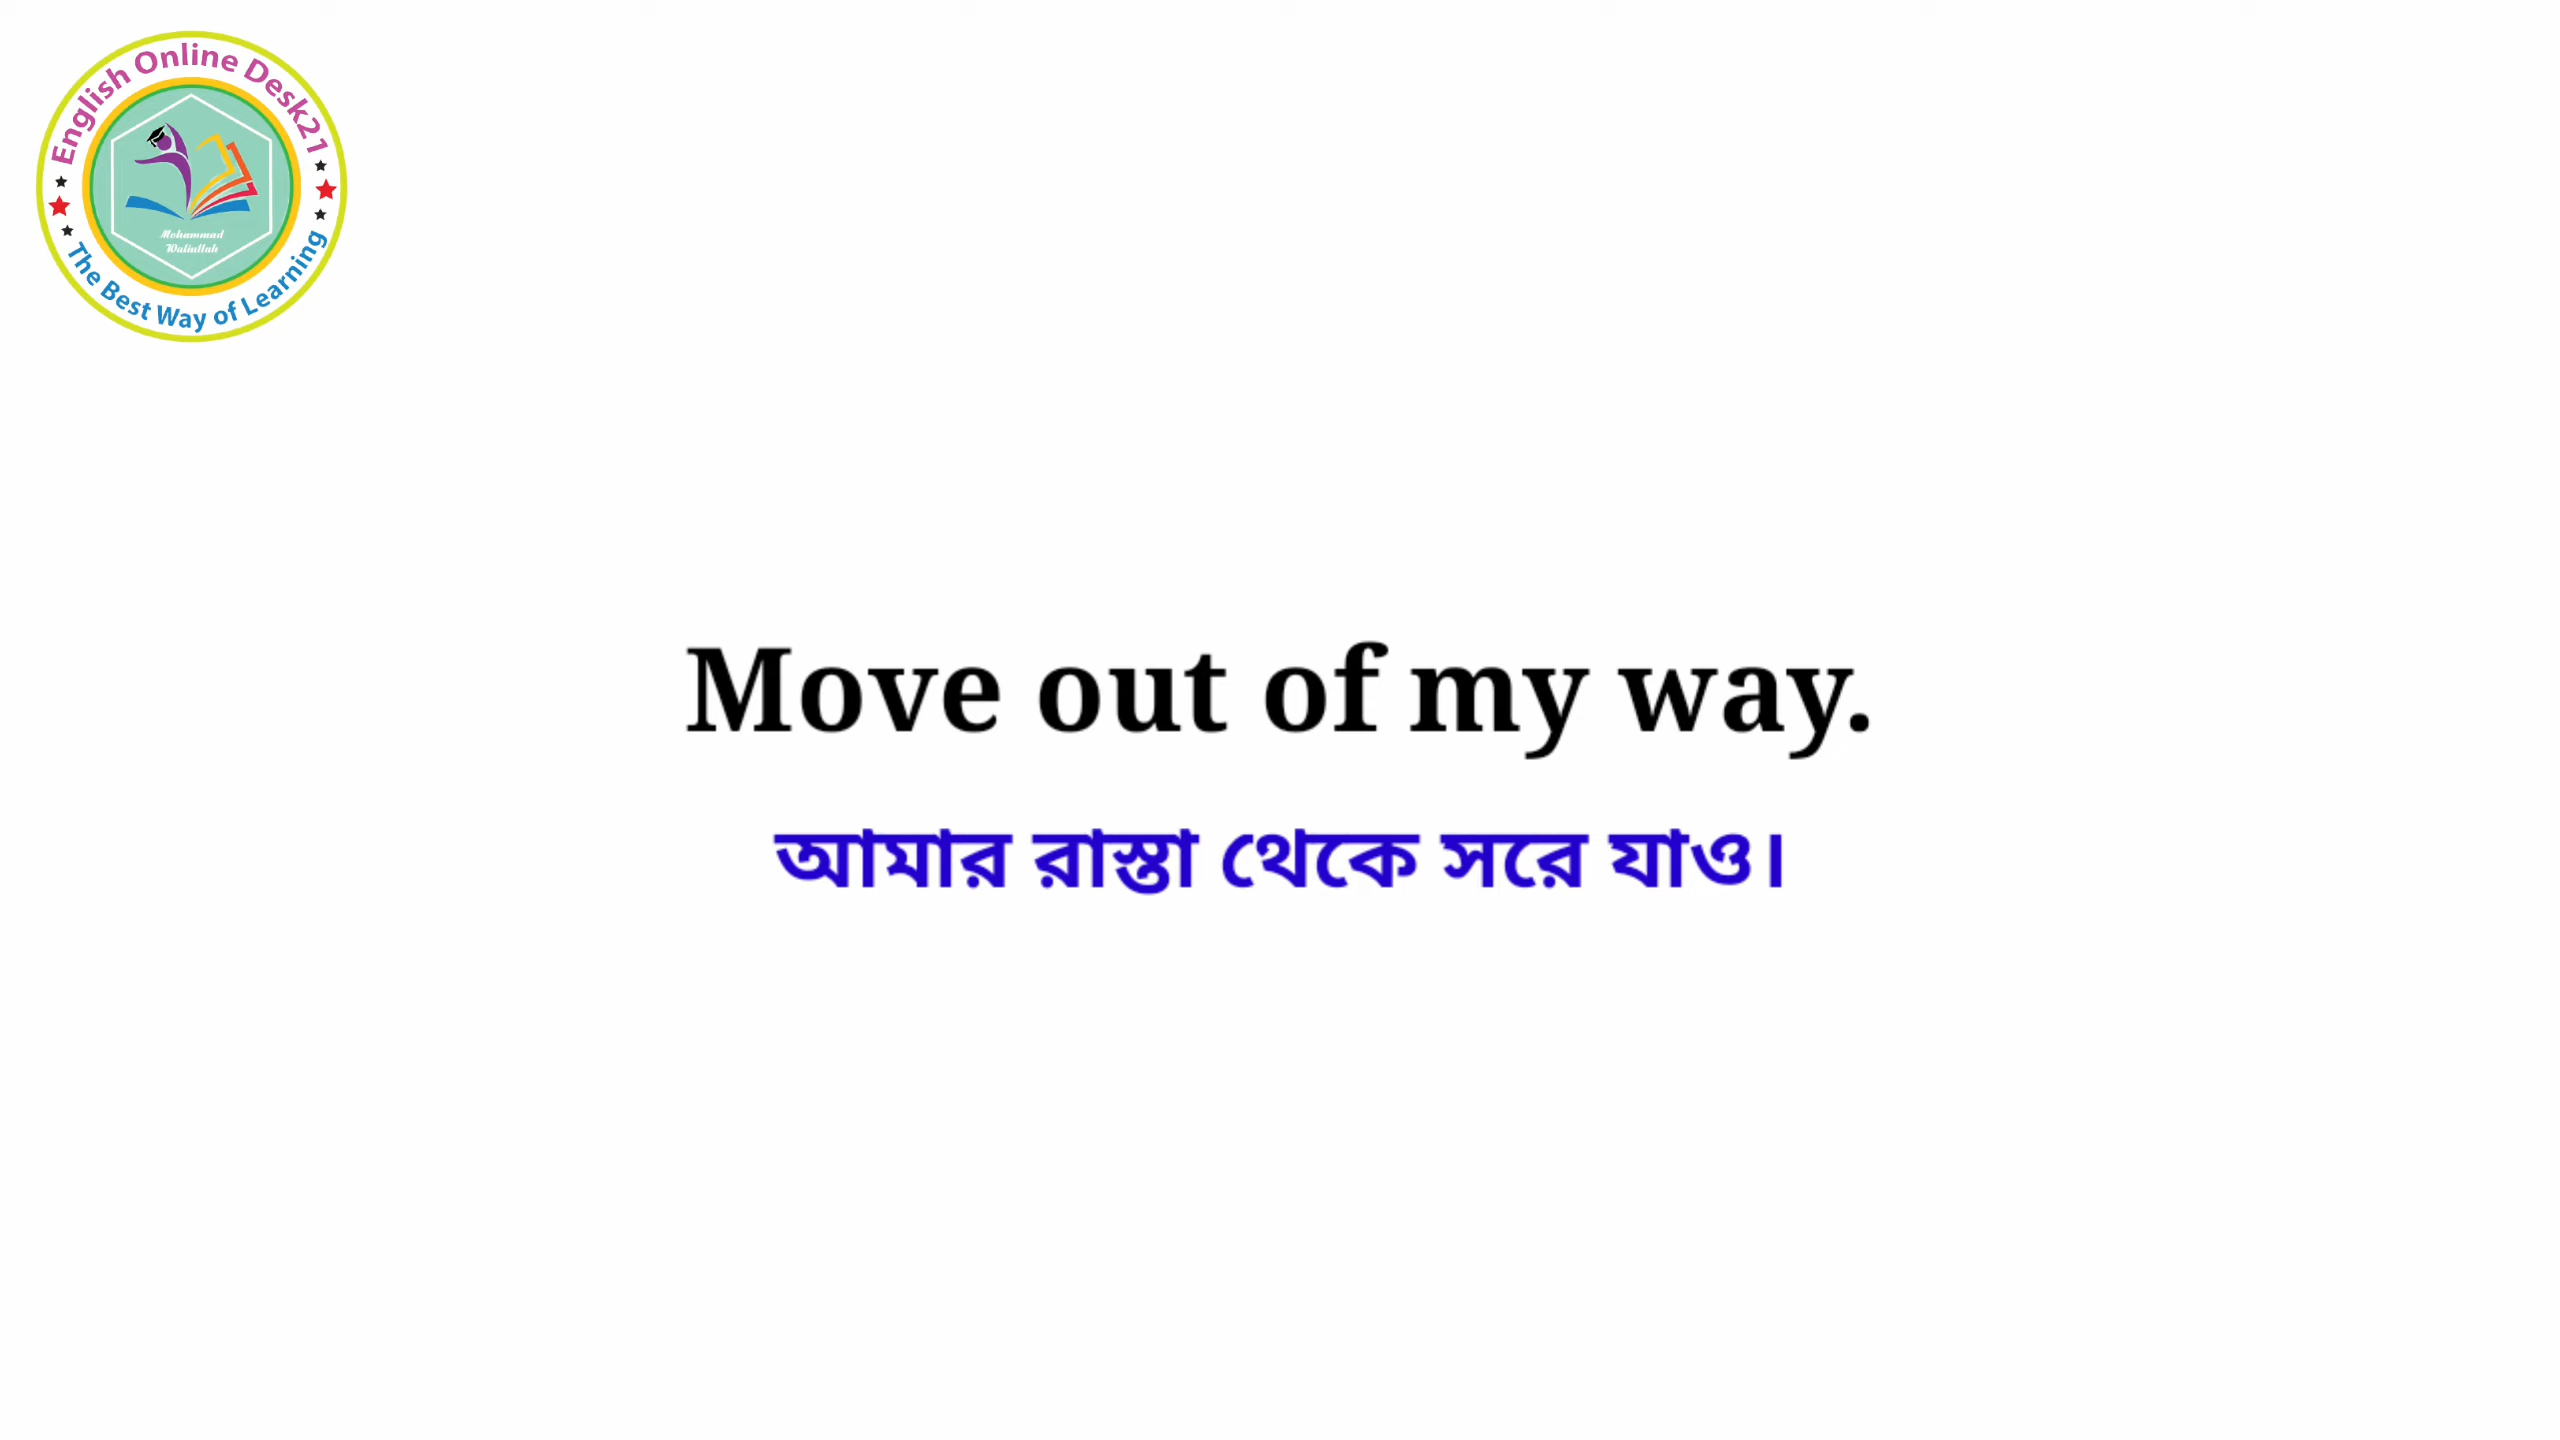 English Online Desk21
Mohammad
Waliullah
The Best Way of Learning
Move out of my way.
আমার রাস্তা থেকে সরে যাও।